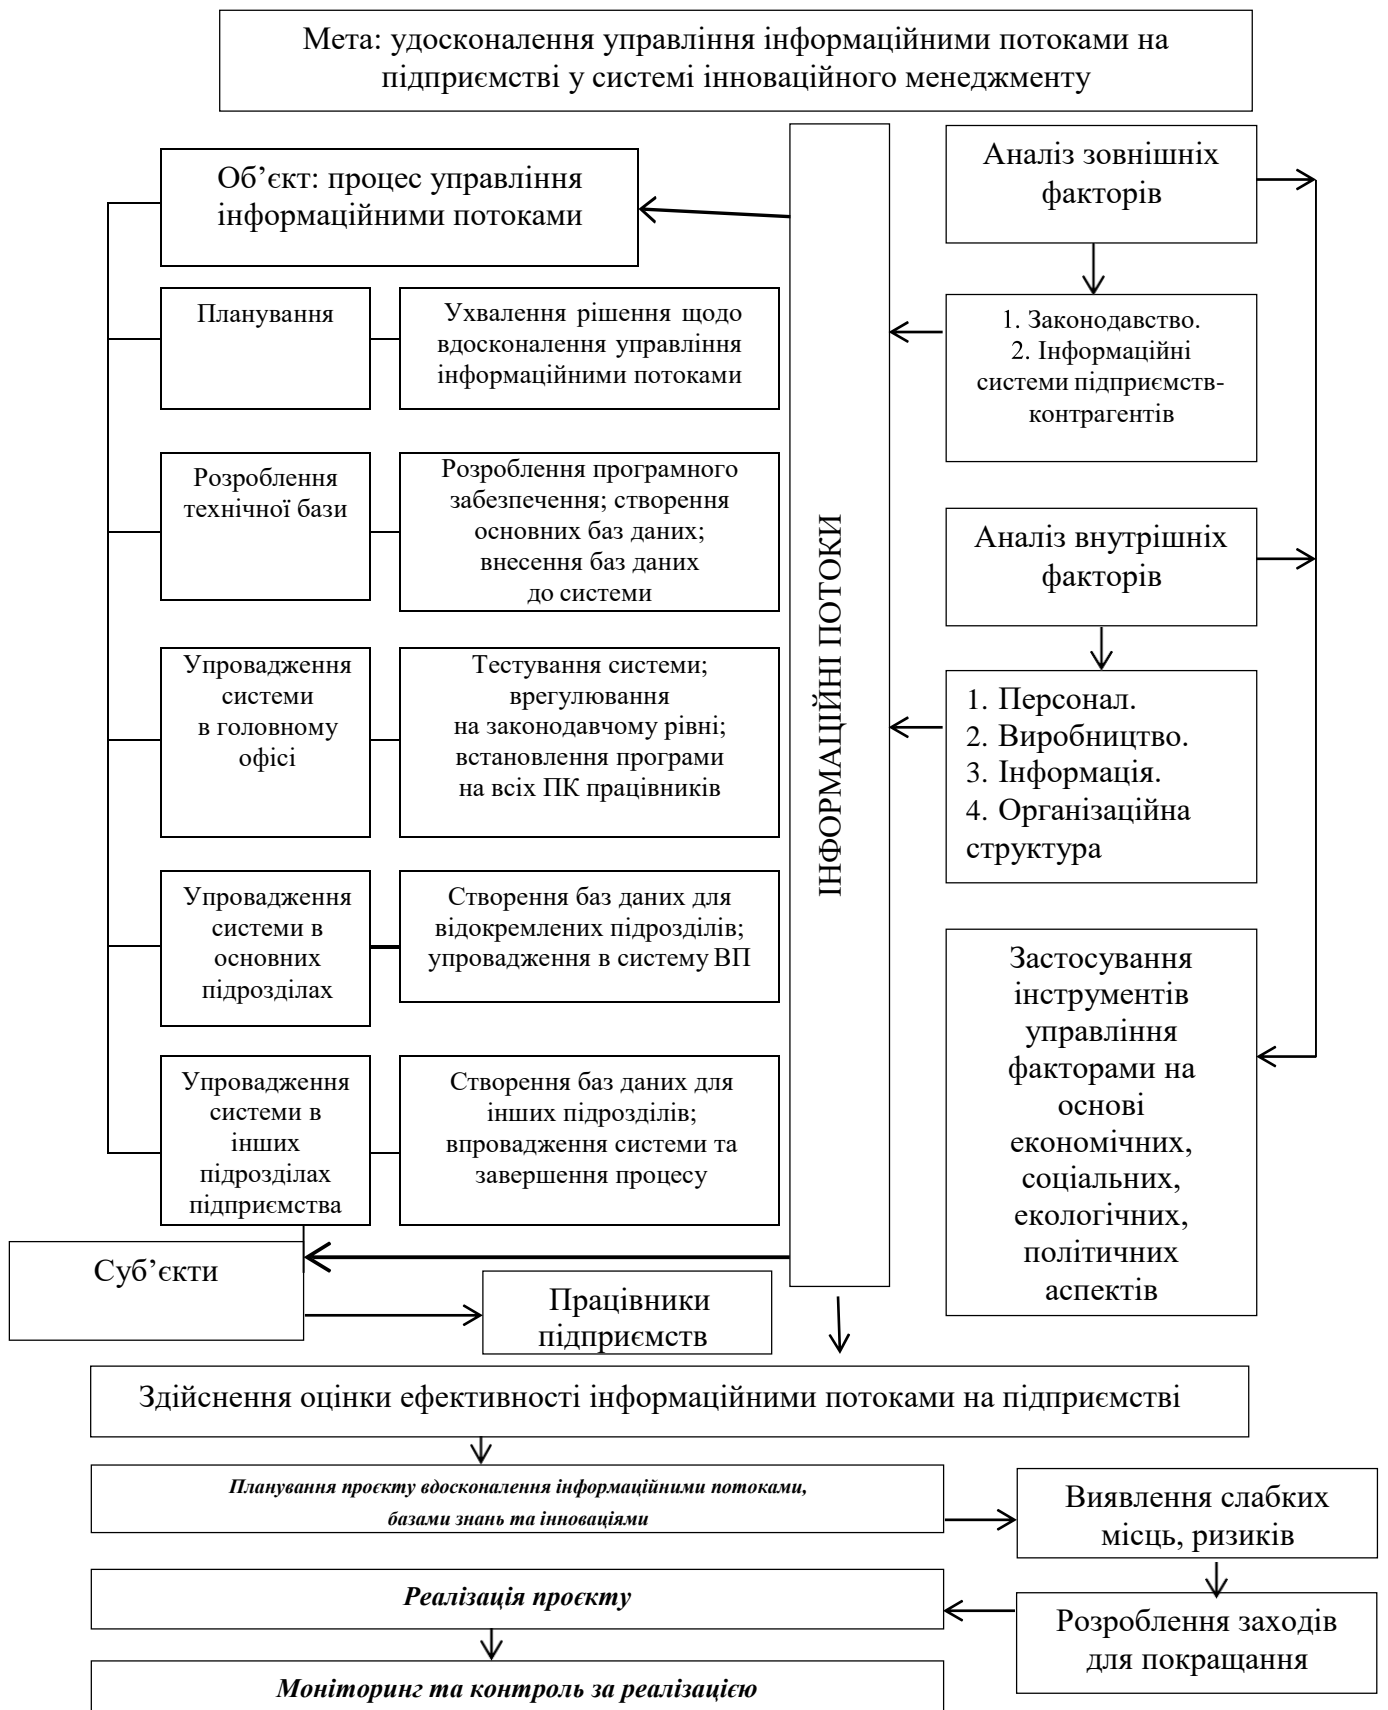 Мета: удосконалення управління інформаційними потоками на
підприємстві у системі інноваційного менеджменту
Об’єкт: процес управління
інформаційними потоками
Планування
Ухвалення рішення щодо
вдосконалення управління
інформаційними потоками
Розроблення
технічної бази
Розроблення програмного
забезпечення; створення
основних баз даних;
внесення баз даних
до системи
Упровадження
системи
в головному
офісі
Тестування системи;
врегулювання
на законодавчому рівні;
встановлення програми
на всіх ПК працівників
Упровадження
системи в
основних
підрозділах
Створення баз даних для
відокремлених підрозділів;
упровадження в систему ВП
Упровадження
системи в
інших
підрозділах
підприємства
Створення баз даних для
інших підрозділів;
впровадження системи та
завершення процесу
Суб’єкти
Працівники
підприємств
ІНФОРМАЦІЙНІ ПОТОКИ
Аналіз зовнішніх
факторів
1. Законодавство.
2. Інформаційні
системи підприємств-
контрагентів
Аналіз внутрішніх
факторів
1. Персонал.
2. Виробництво.
3. Інформація.
4. Організаційна
структура
Застосування
інструментів
управління
факторами на
основі
економічних,
соціальних,
екологічних,
політичних
аспектів
Здійснення оцінки ефективності інформаційними потоками на підприємстві
Планування проєкту вдосконалення інформаційними потоками,
базами знань та інноваціями
Виявлення слабких
місць, ризиків
Розроблення заходів
для покращання
Реалізація проєкту
Моніторинг та контроль за реалізацією